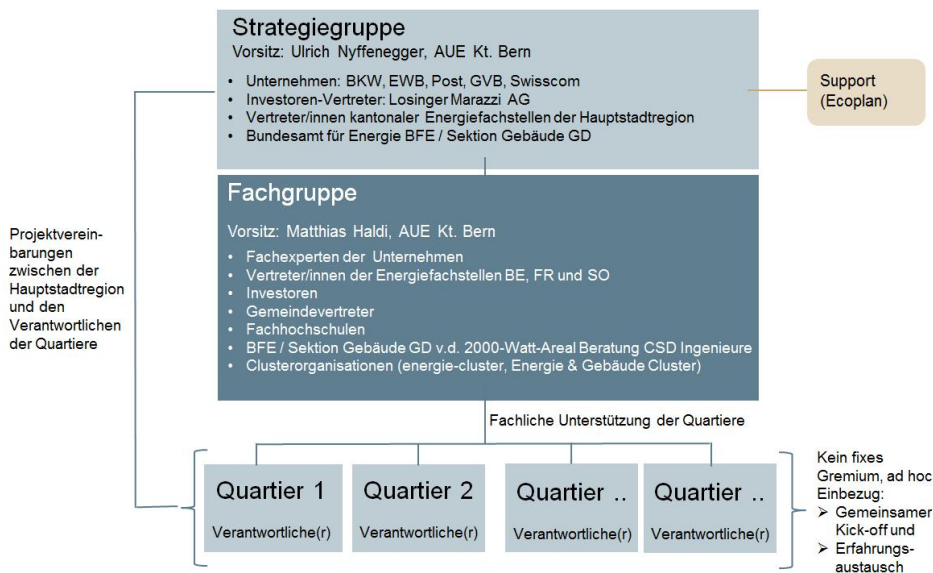 Strategiegruppe
Vorsitz: Ulrich Nyffenegger, AUE Kt. Bern
• Unternehmen: BKW, EWB, Post, GVB, Swisscom
• Investoren-Vertreter: Losinger Marazzi AG
• Vertreter/innen kantonaler Energiefachstellen der Hauptstadtregion
• Bundesamt für Energie BFE / Sektion Gebäude GD
Support
(Ecoplan)
Fachgruppe
Vorsitz: Matthias Haldi, AUE Kt. Bern
• Fachexperten der Unternehmen
• Vertreter/innen der Energiefachstellen BE, FR und SO
• Investoren
• Gemeindevertreter
• Fachhochschulen
• BFE / Sektion Gebäude GD v.d. 2000-Watt-Areal Beratung CSD Ingenieure
• Clusterorganisationen (energie-cluster, Energie & Gebäude Cluster)
Projektverein-
barungen
zwischen der
Hauptstadtregion
und den
Verantwortlichen
der Quartiere
Fachliche Unterstützung der Quartiere
Quartier 1
Verantwortliche(r)
Quartier 2
Verantwortliche(r)
Quartier ..
Verantwortliche(r)
Quartier ..
Verantwortliche(r)
Kein fixes
Gremium, ad hoc
Einbezug:
➢ Gemeinsamer
Kick-off und
➢ Erfahrungs-
austausch